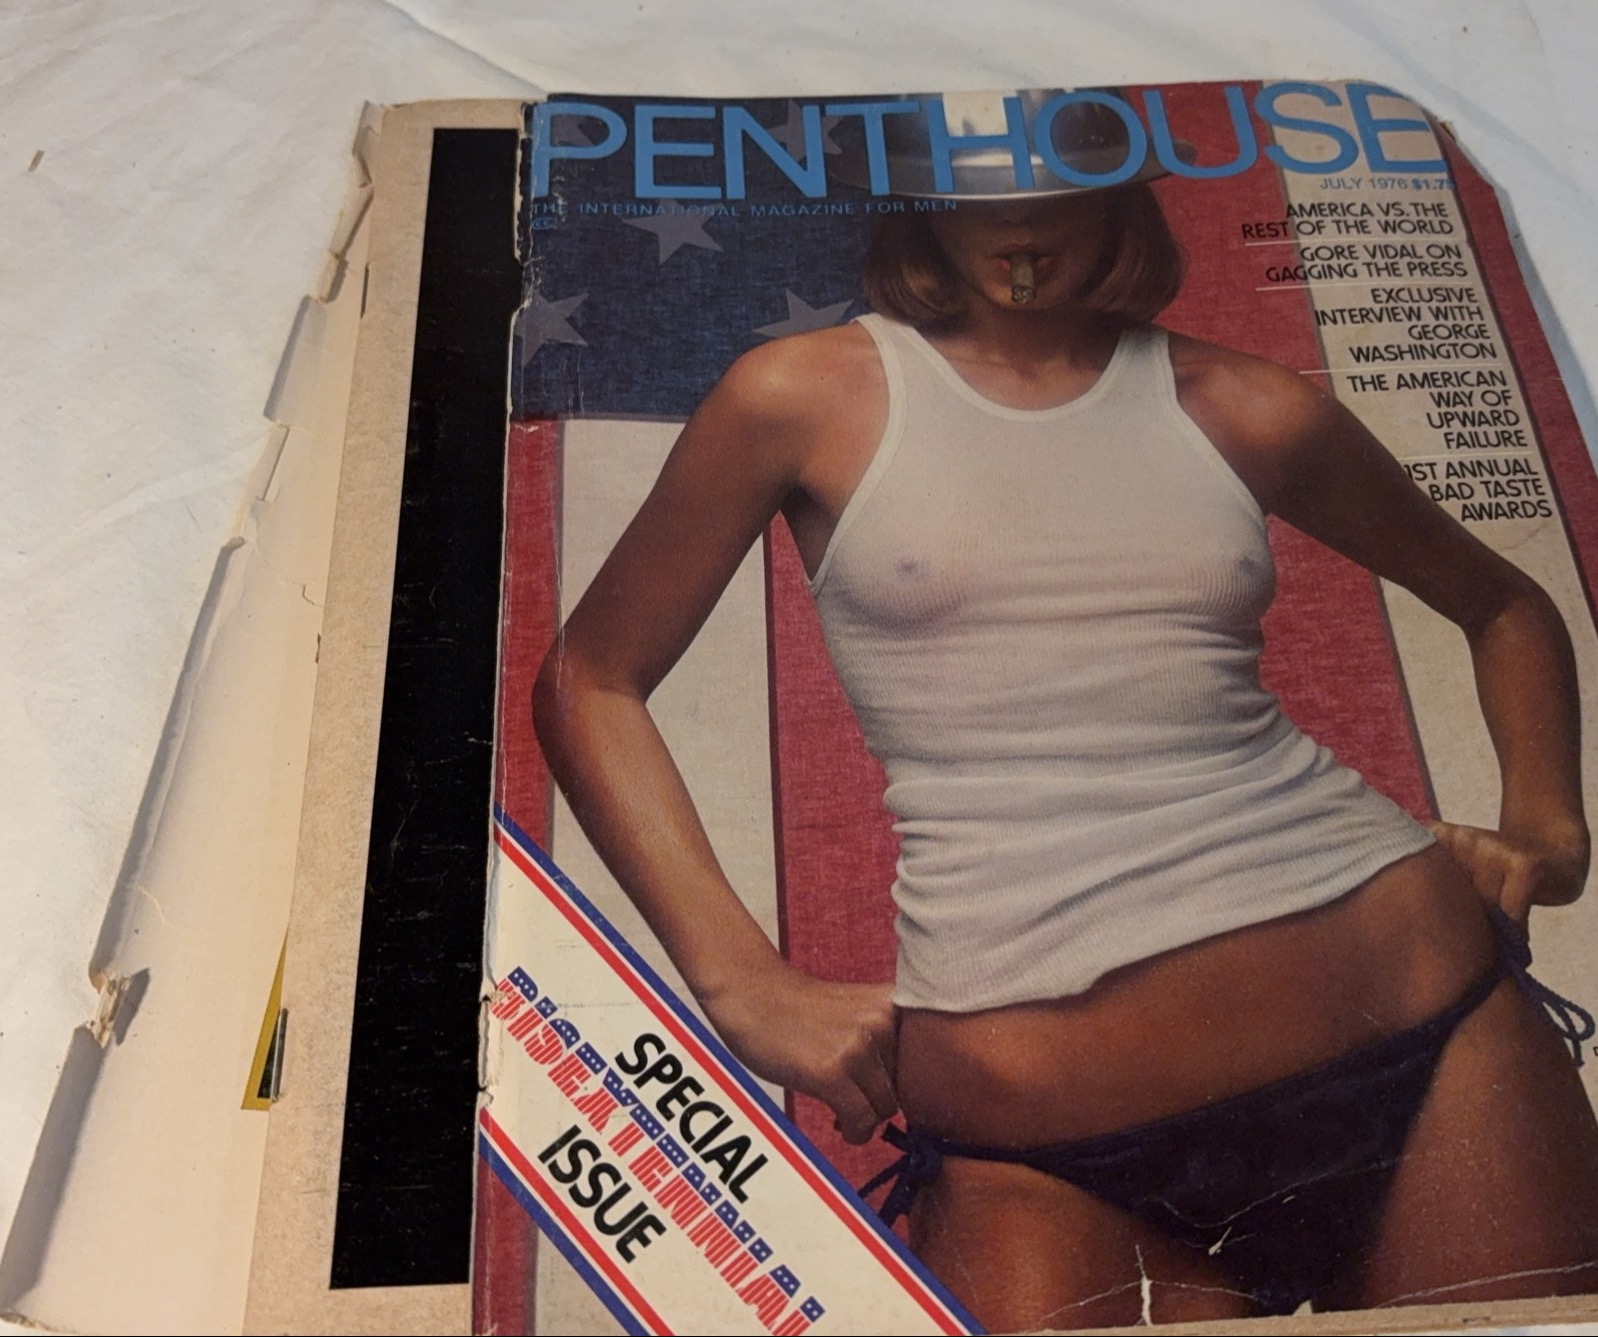 PENTHOUSE
JULY 1976 $1.75
THE INTERNATIONAL MAGAZINE FOR MEN
AMERICA VS. THE
REST OF THE WORLD
GORE VIDAL ON
GAGGING THE PRESS
EXCLUSIVE
INTERVIEW WITH
GEORGE
WASHINGTON
THE AMERICAN
WAY OF
UPWARD
FAILURE
1ST ANNUAL
BAD TASTE
AWARDS
SPECIAL
BISEXTENNIAL
ISSUE